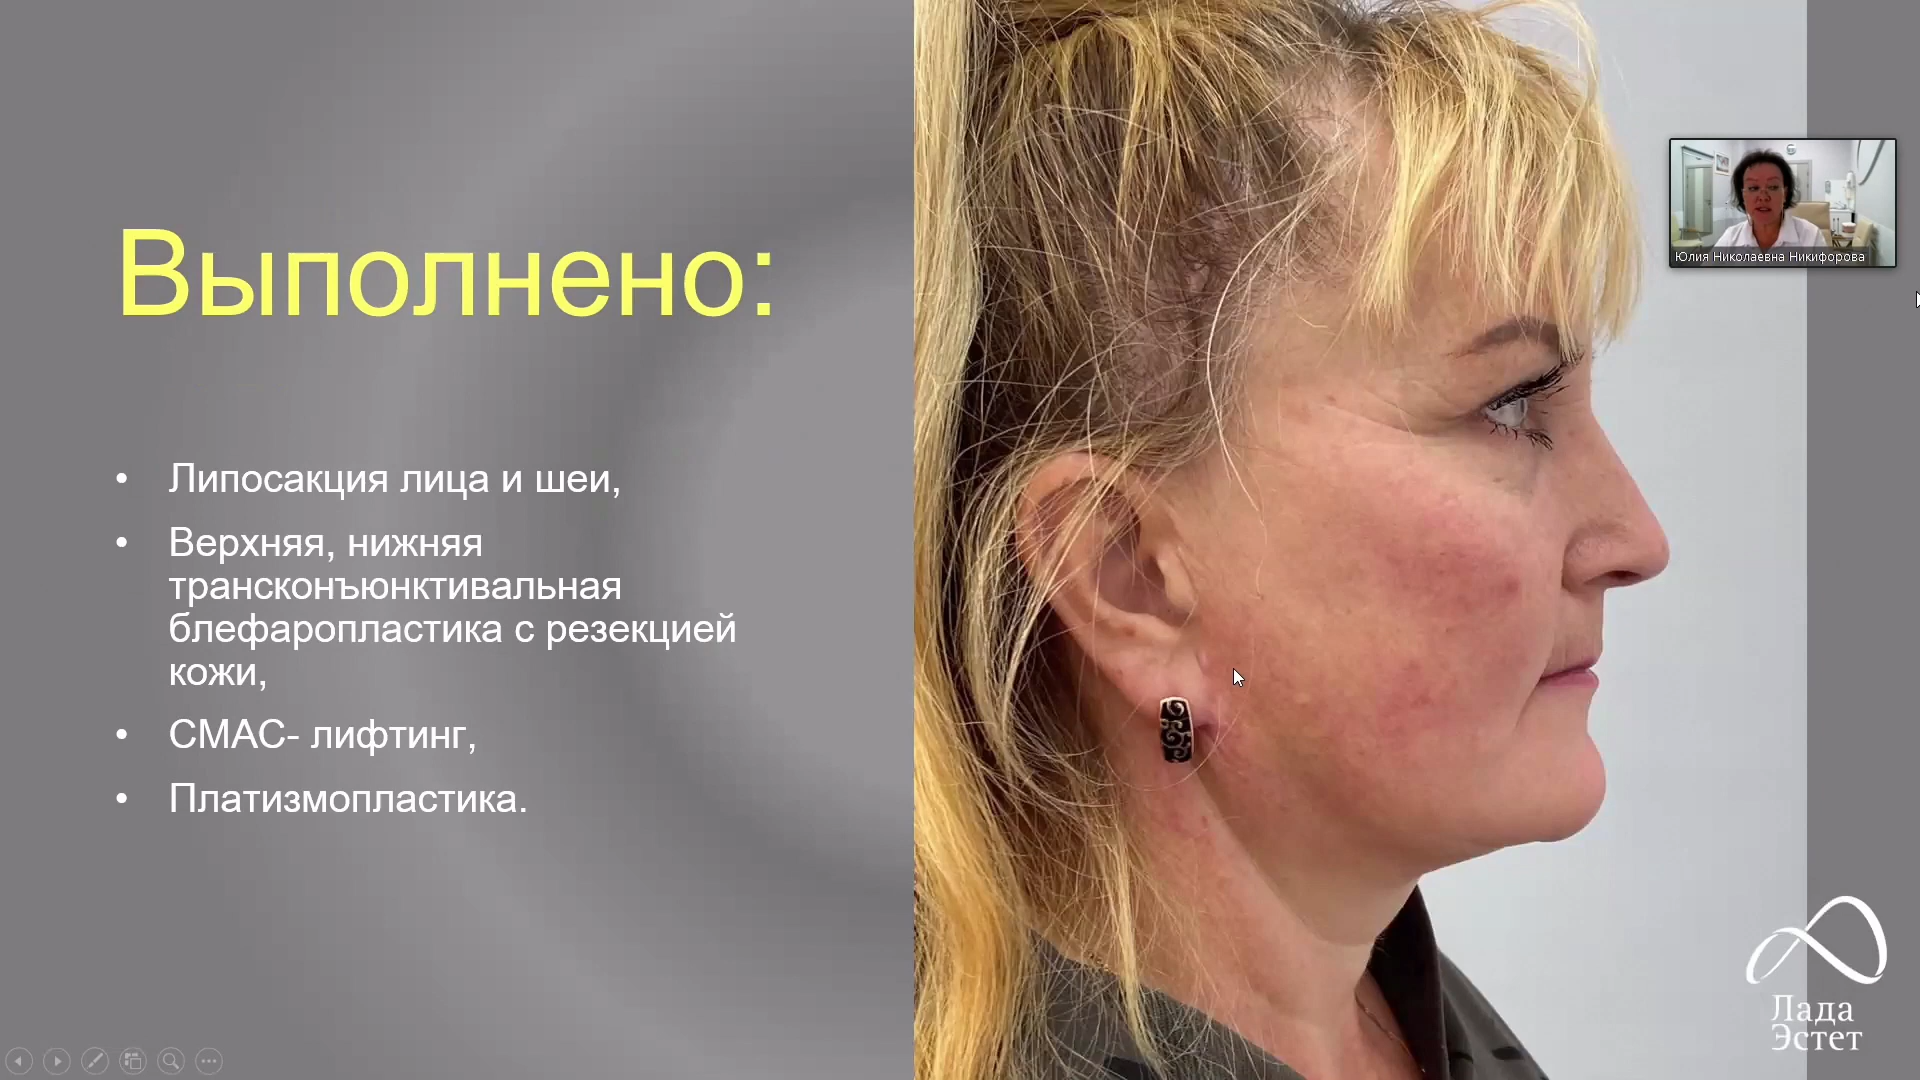 Выполнено:
• Липосакция лица и шеи,
• Верхняя, нижняя
трансконъюнктивальная
блефаропластика с резекцией
кожи,
• СМАС- лифтинг,
• Платизмопластика.
Юлия Николаевна Никифорова
Лада
Эстет